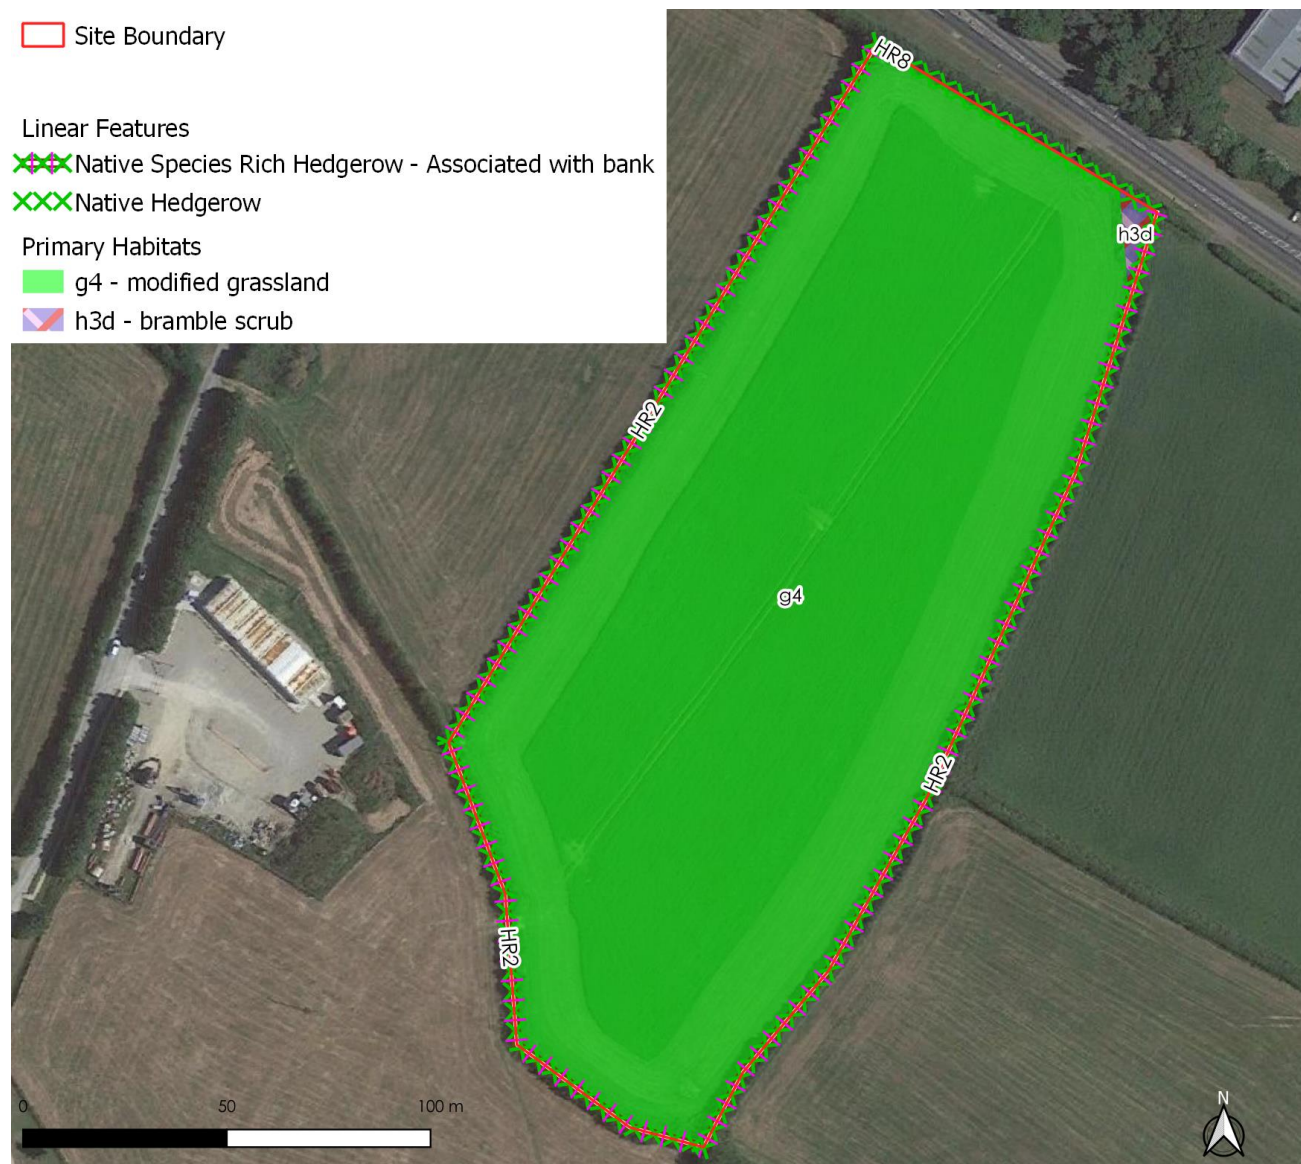 Site Boundary
Linear Features
Native Species Rich Hedgerow - Associated with bank
Native Hedgerow
Primary Habitats
g4 - modified grassland
h3d - bramble scrub
HR8
h3d
HR2
g4
HR2
HR2
0 50 100 m
N